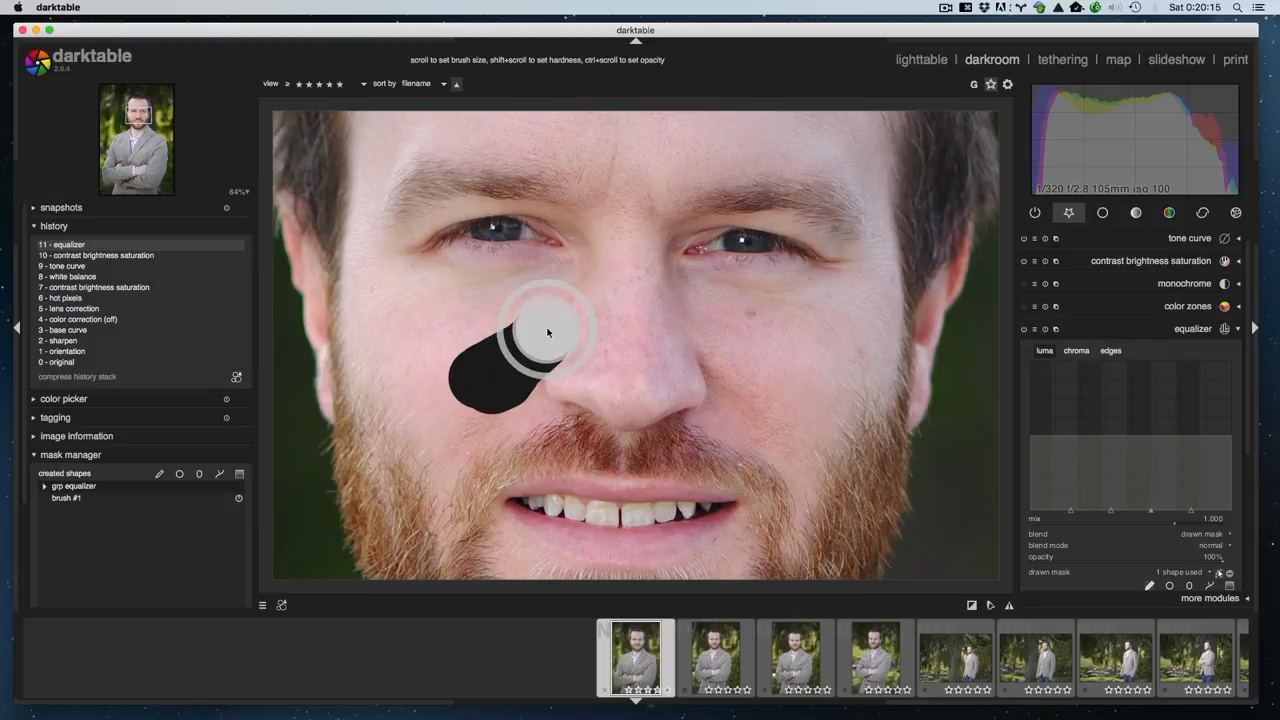 darktable
Sat 0:20:15
darktable
darktable
2.0.4
scroll to set brush size, shift+scroll to set hardness, ctrl+scroll to set opacity
lighttable | darkroom | tethering | map | slideshow | print
view ≥ ★ ★ ★ ★ ★ sort by filename
G
64%
1/320 f/2.8 105mm iso 100
snapshots
history
11 - equalizer
10 - contrast brightness saturation
9 - tone curve
8 - white balance
7 - contrast brightness saturation
6 - hot pixels
5 - lens correction
4 - color correction (off)
3 - base curve
2 - sharpen
1 - orientation
0 - original
compress history stack
color picker
tagging
image information
mask manager
created shapes
grp equalizer
brush #1
tone curve
contrast brightness saturation
monochrome
color zones
equalizer
luma chroma edges
mix 1.000
blend drawn mask
blend mode normal
opacity 100%
drawn mask 1 shape used
more modules